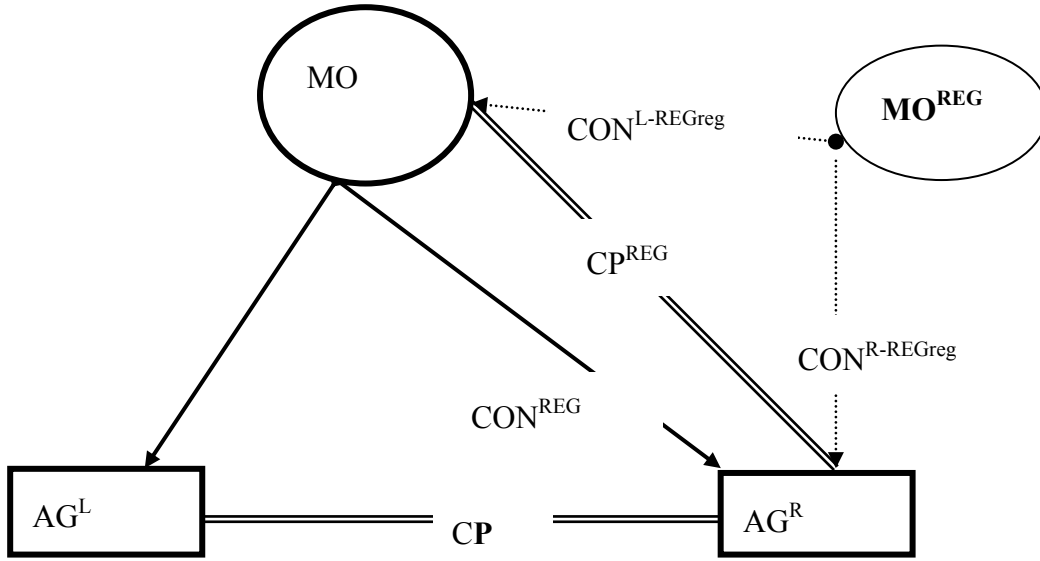 MO
MO^REG
CON^L-REGreg
CP^REG
CON^R-REGreg
CON^REG
AG^L
AG^R
CP